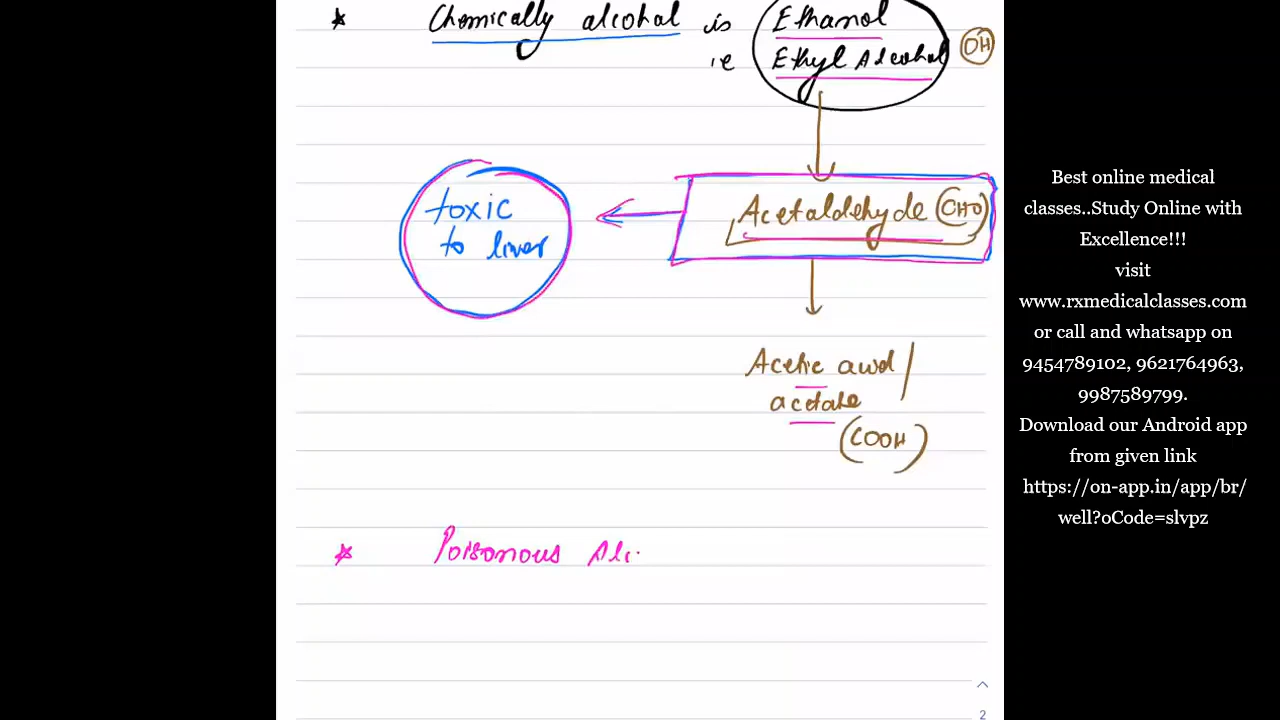 * Chemically alcohol is Ethanol
ie Ethyl Alcohol OH
Acetaldehyde (CHO)
toxic
to liver
Acetic acid /
acetate
(COOH)
* Poisonous Alc
2
Best online medical
classes..Study Online with
Excellence!!!
visit
www.rxmedicalclasses.com
or call and whatsapp on
9454789102, 9621764963,
9987589799.
Download our Android app
from given link
https://on-app.in/app/br/
well?oCode=slvpz